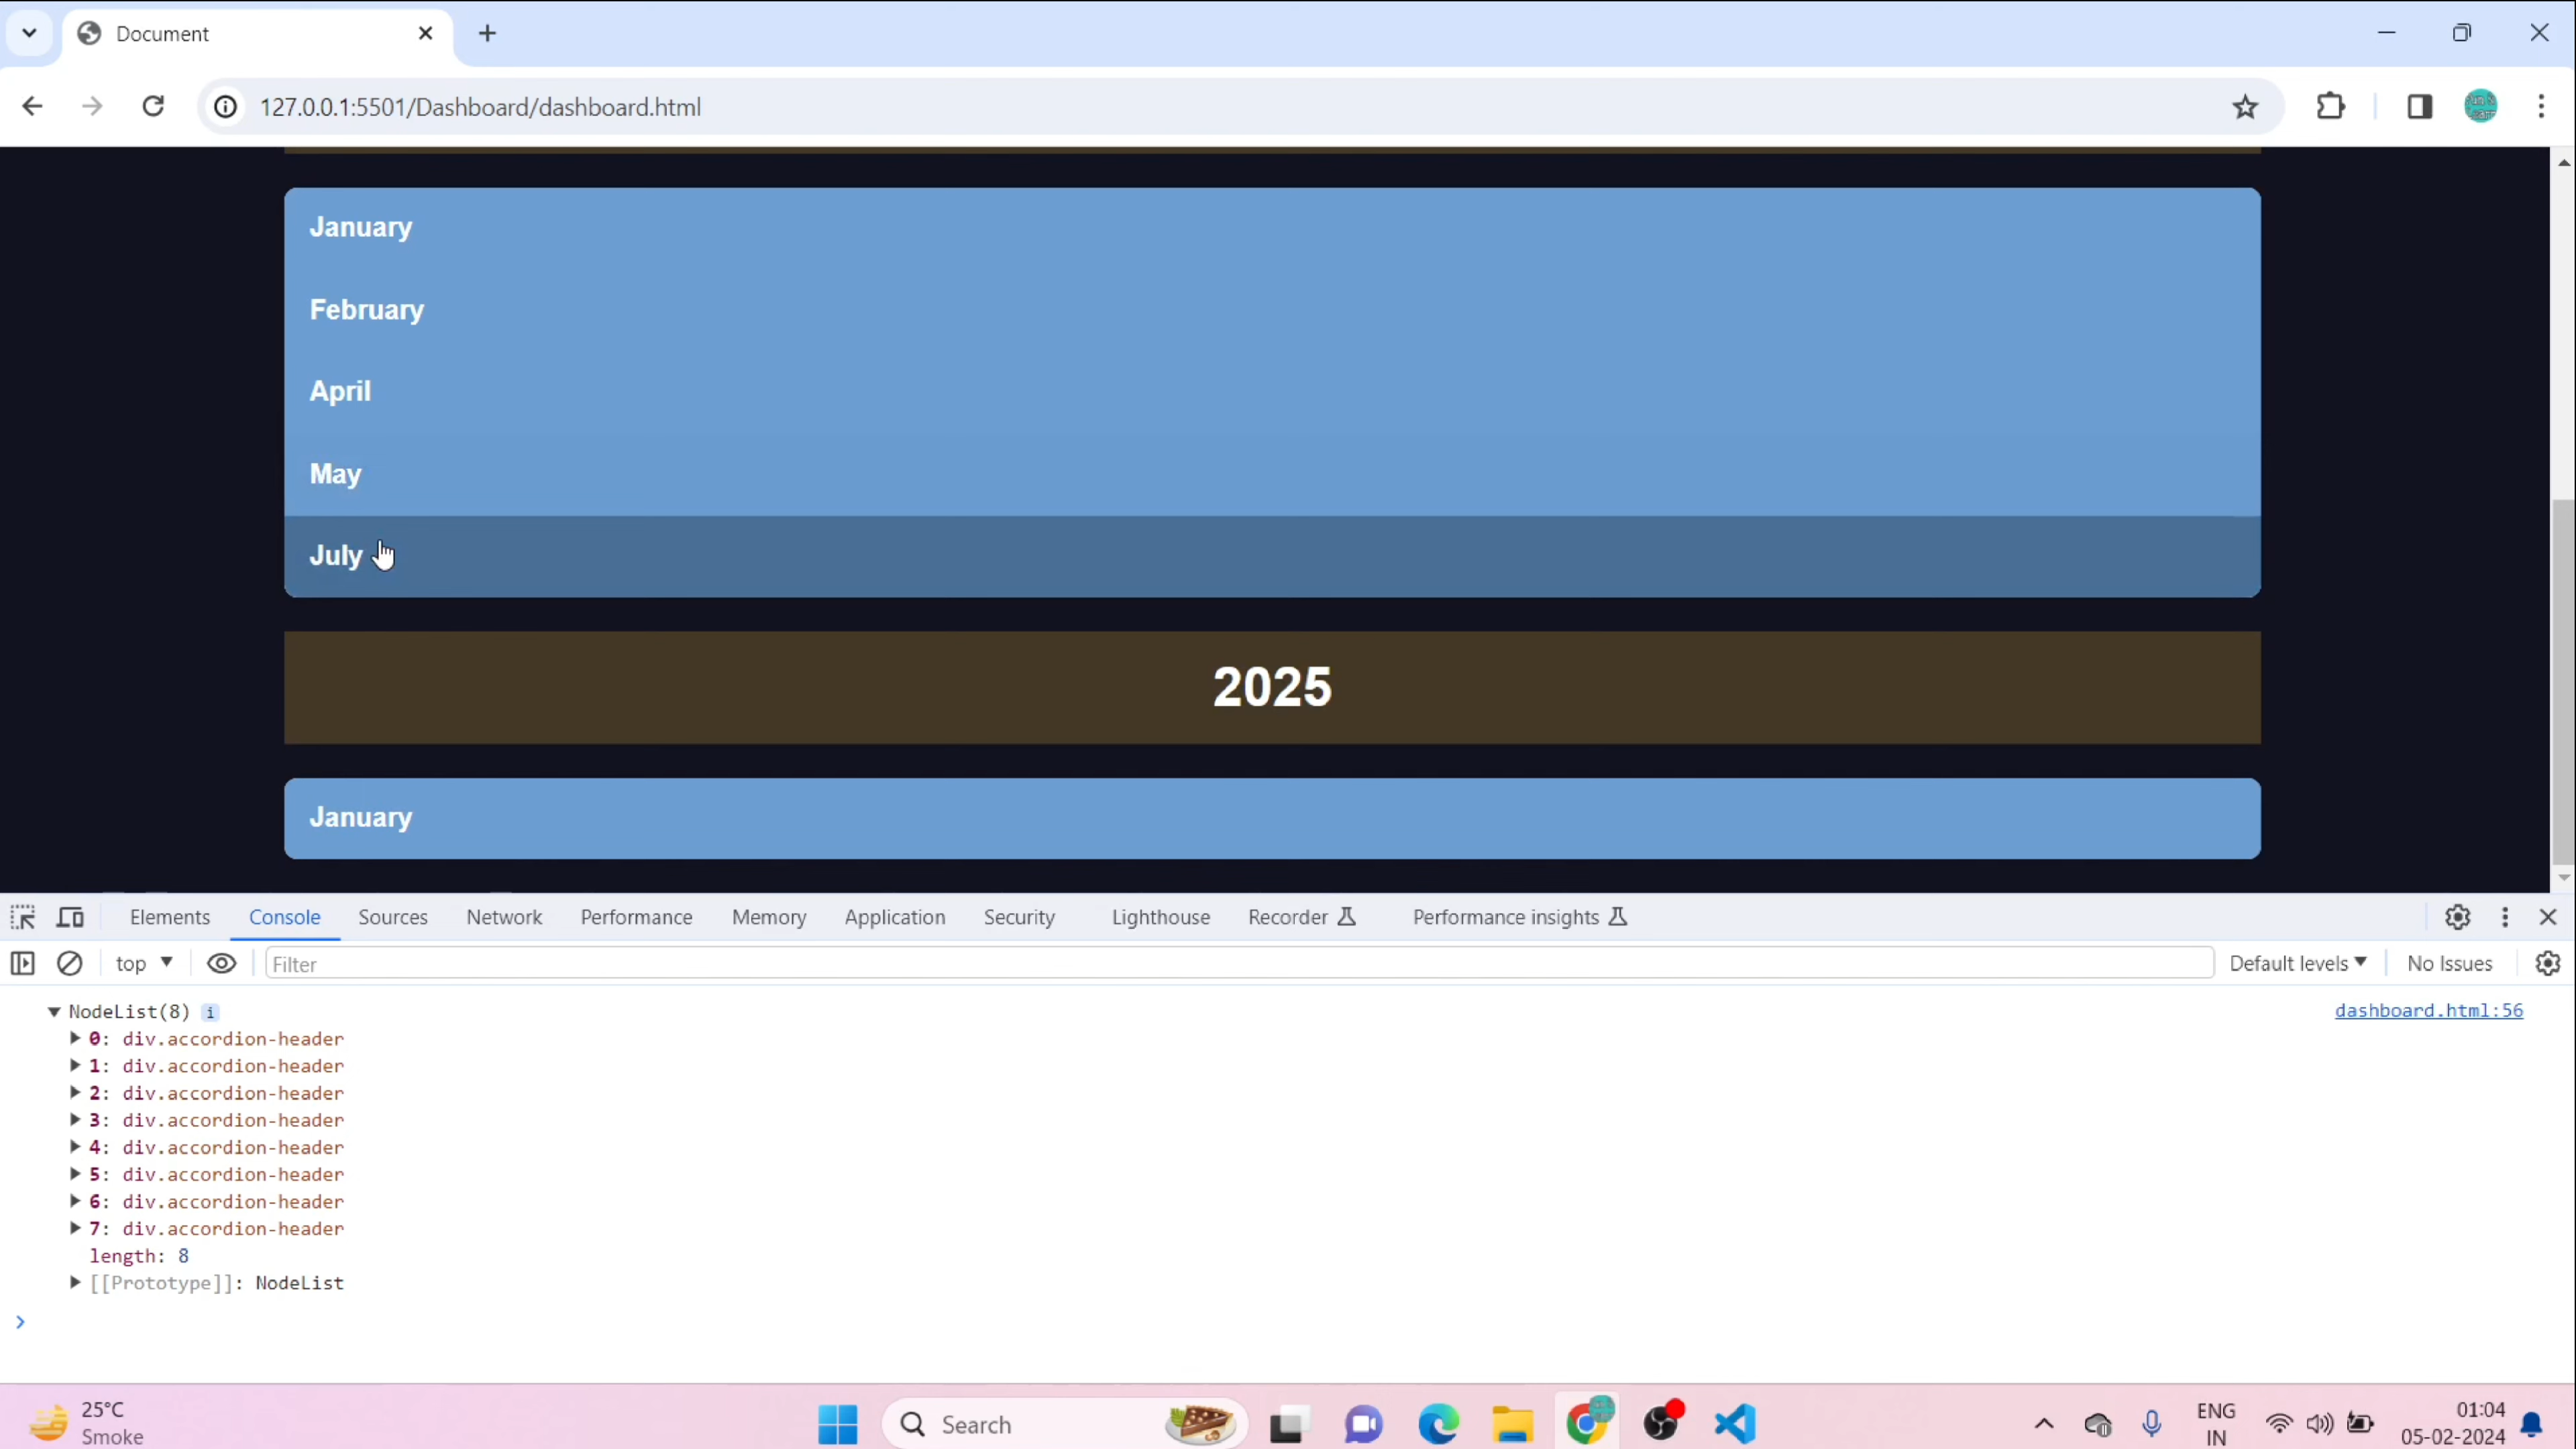 Document
127.0.0.1:5501/Dashboard/dashboard.html
January
February
April
May
July
2025
January
Elements Console Sources Network Performance Memory Application Security Lighthouse Recorder Performance insights
top Filter Default levels No Issues
NodeList(8) i dashboard.html:56
0: div.accordion-header
1: div.accordion-header
2: div.accordion-header
3: div.accordion-header
4: div.accordion-header
5: div.accordion-header
6: div.accordion-header
7: div.accordion-header
length: 8
[[Prototype]]: NodeList
25°C
Smoke
Search
ENG
IN
01:04
05-02-2024